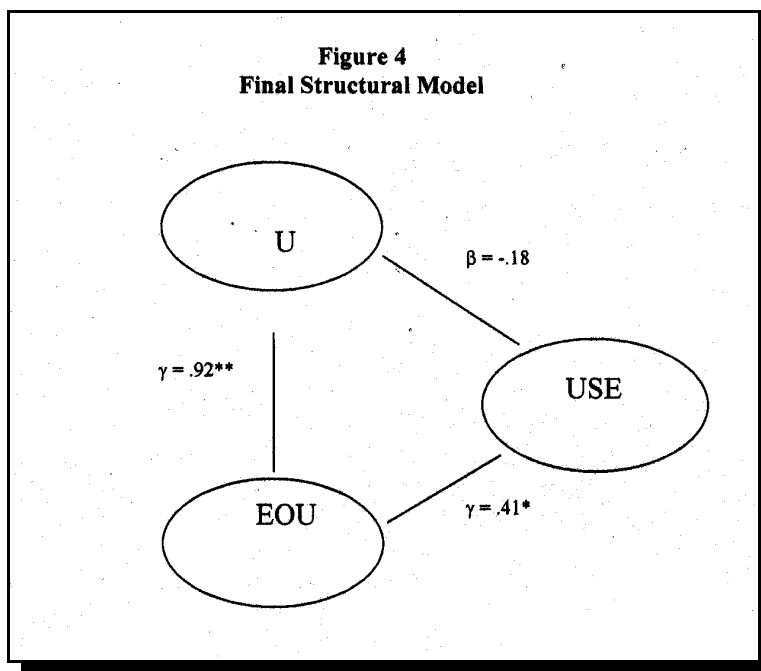 Figure 4
Final Structural Model
U
β = -.18
γ = .92**
USE
EOU
γ = .41*